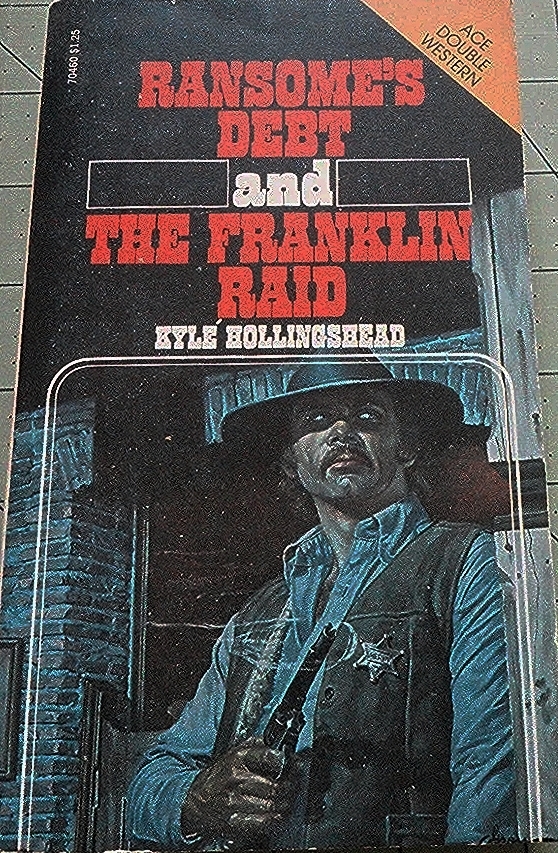 70460 $1.25
ACE
DOUBLE
WESTERN
RANSOME'S
DEBT
and
THE FRANKLIN
RAID
KYLE HOLLINGSHEAD